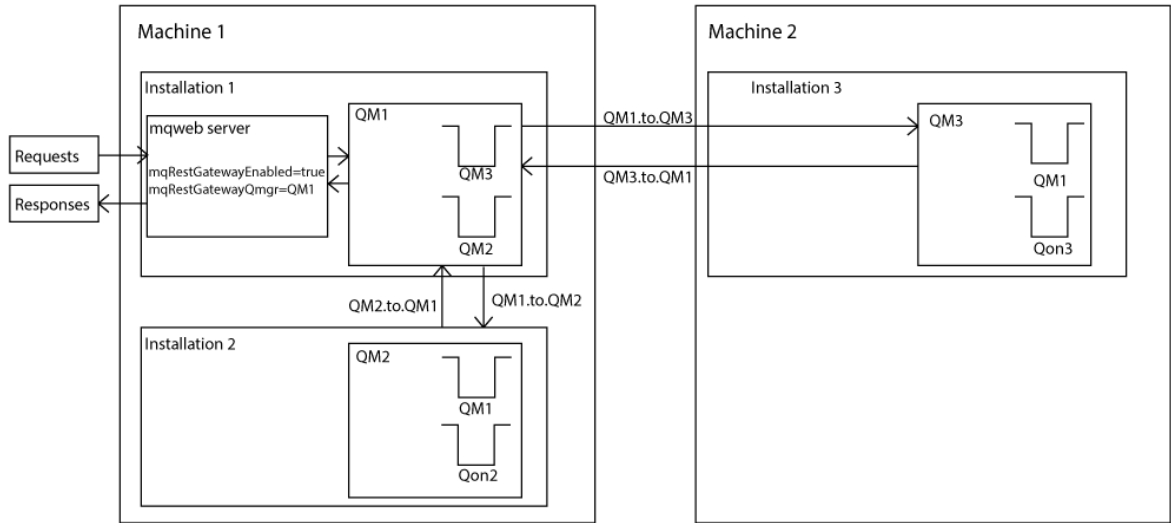 Machine 1
Installation 1
mqweb server
mqRestGatewayEnabled=true
mqRestGatewayQmgr=QM1
Requests
Responses
QM1
QM3
QM2
QM1.to.QM3
QM3.to.QM1
QM2.to.QM1
QM1.to.QM2
Installation 2
QM2
QM1
Qon2
Machine 2
Installation 3
QM3
QM1
Qon3